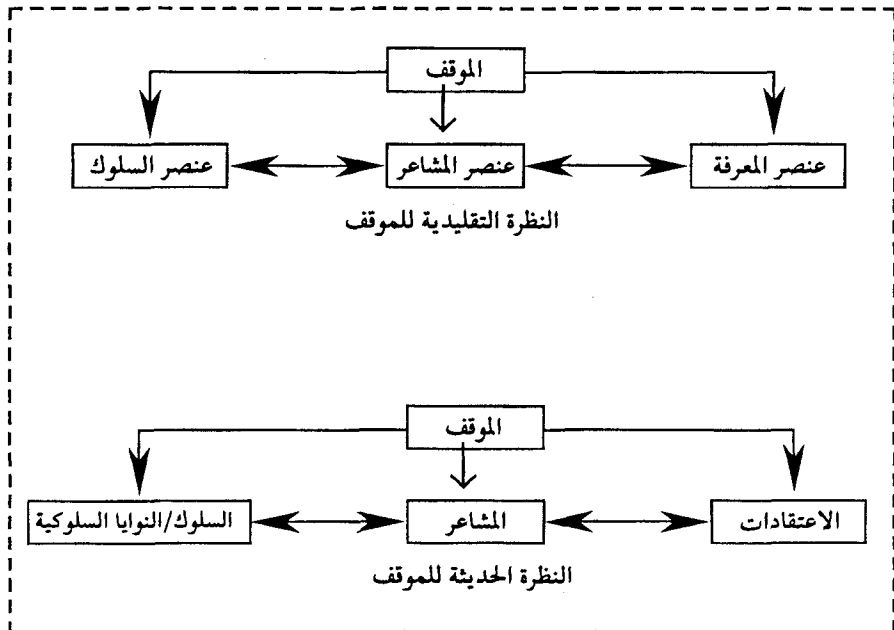 الموقف
عنصر المعرفة عنصر المشاعر عنصر السلوك
النظرة التقليدية للموقف
الموقف
الاعتقادات المشاعر السلوك/النوايا السلوكية
النظرة الحديثة للموقف